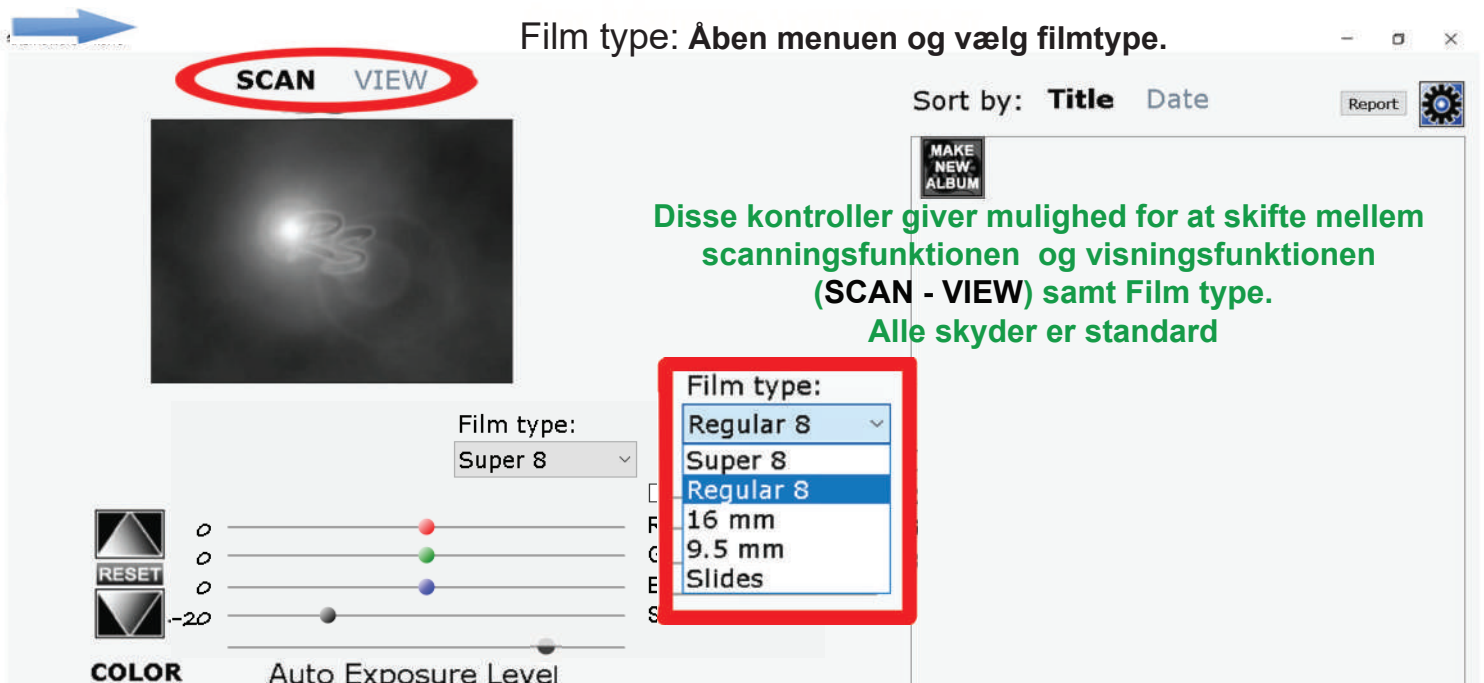 Film type: Åben menuen og vælg filmtype.
SCAN VIEW
Sort by: Title Date Report
MAKE
NEW
ALBUM
RS
Disse kontroller giver mulighed for at skifte mellem
scanningsfunktionen og visningsfunktionen
(SCAN - VIEW) samt Film type.
Alle skyder er standard
Film type:
Super 8
Film type:
Regular 8
Super 8
Regular 8
16 mm
9.5 mm
Slides
0
0
RESET
0
-20
COLOR
Auto Exposure Level